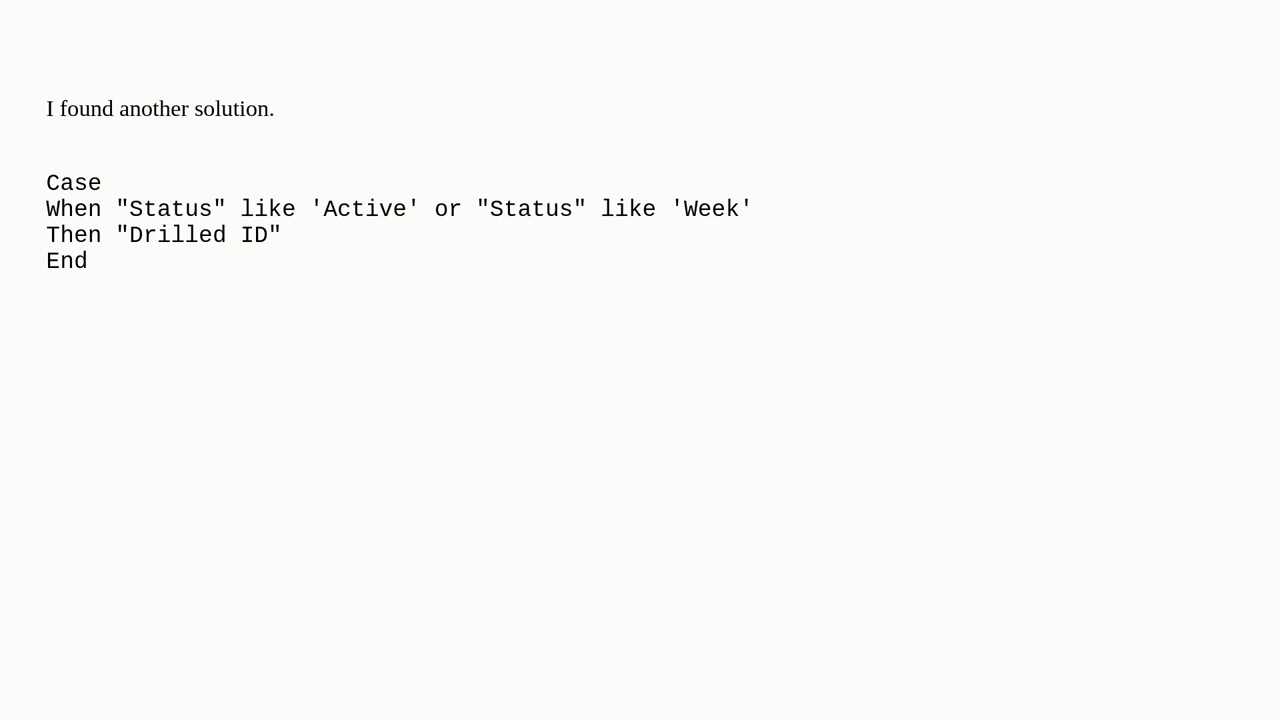 I found another solution.
Case
When "Status" like 'Active' or "Status" like 'Week'
Then "Drilled ID"
End